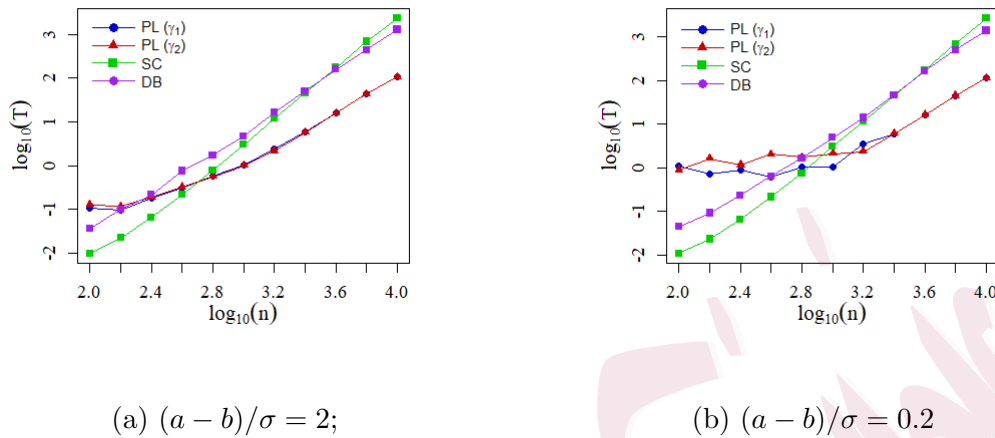 PL (γ₁)
PL (γ₂)
SC
DB
log₁₀(T)
3
2
1
0
-1
-2
2.0 2.4 2.8 3.2 3.6 4.0
log₁₀(n)
(a) (a − b)/σ = 2;
PL (γ₁)
PL (γ₂)
SC
DB
log₁₀(T)
3
2
1
0
-1
-2
2.0 2.4 2.8 3.2 3.6 4.0
log₁₀(n)
(b) (a − b)/σ = 0.2